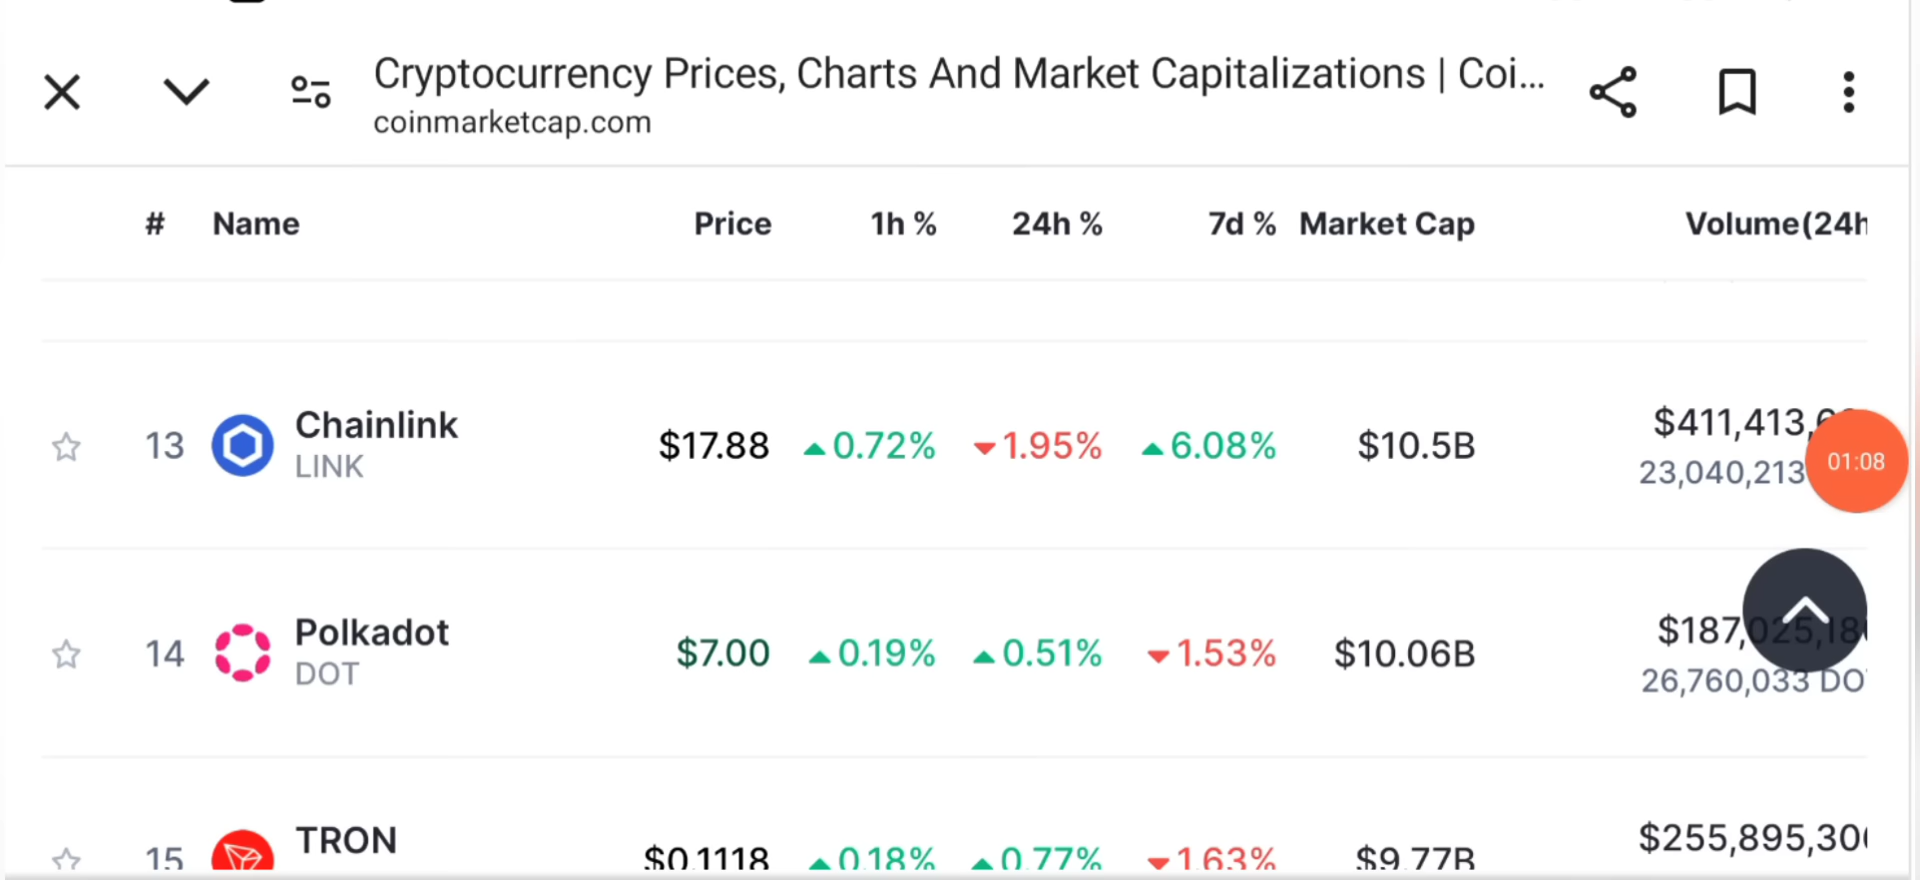 Cryptocurrency Prices, Charts And Market Capitalizations | Coi...
coinmarketcap.com
# Name Price 1h % 24h % 7d % Market Cap Volume(24h
13 Chainlink LINK $17.88 0.72% 1.95% 6.08% $10.5B $411,413,
23,040,213
01:08
14 Polkadot DOT $7.00 0.19% 0.51% 1.53% $10.06B $187,025,18
26,760,033 DO
15 TRON $0.1118 0.18% 0.77% 1.63% $9.77B $255,895,30